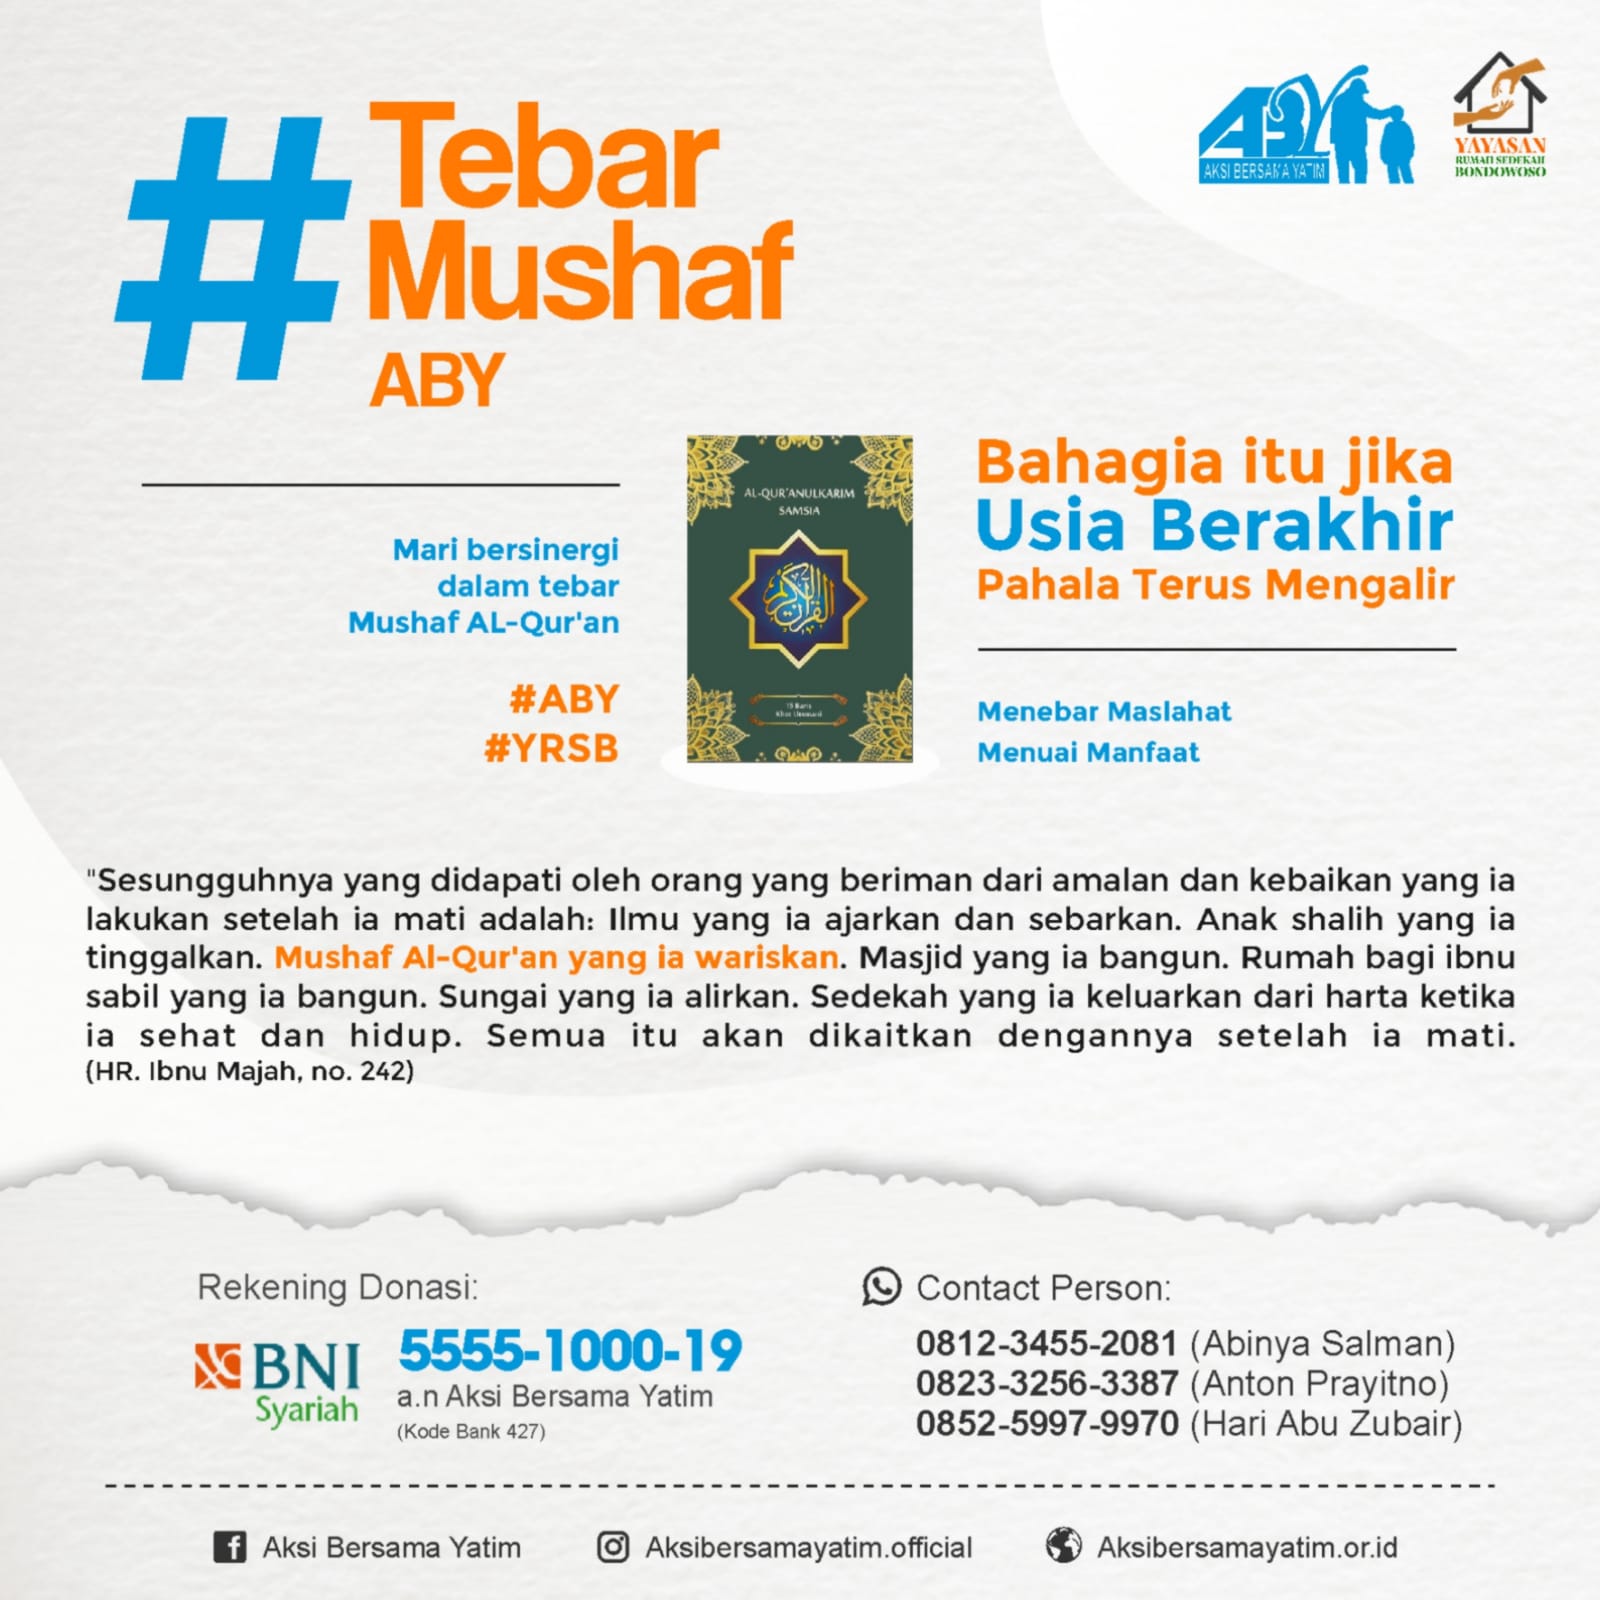 #Tebar
Mushaf
ABY
AKSI BERSAMA YATIM
YAYASAN
RUMAH SEDEKAH
BONDOWOSO
Mari bersinergi
dalam tebar
Mushaf AL-Qur'an
#ABY
#YRSB
AL-QUR'ANULKARIM
SAMSIA
القرآن الكريم
15 Baris
Khot Utsmani
Bahagia itu jika
Usia Berakhir
Pahala Terus Mengalir
Menebar Maslahat
Menuai Manfaat
"Sesungguhnya yang didapati oleh orang yang beriman dari amalan dan kebaikan yang ia
lakukan setelah ia mati adalah: Ilmu yang ia ajarkan dan sebarkan. Anak shalih yang ia
tinggalkan. Mushaf Al-Qur'an yang ia wariskan. Masjid yang ia bangun. Rumah bagi ibnu
sabil yang ia bangun. Sungai yang ia alirkan. Sedekah yang ia keluarkan dari harta ketika
ia sehat dan hidup. Semua itu akan dikaitkan dengannya setelah ia mati.
(HR. Ibnu Majah, no. 242)
Rekening Donasi:
BNI
Syariah
5555-1000-19
a.n Aksi Bersama Yatim
(Kode Bank 427)
Contact Person:
0812-3455-2081 (Abinya Salman)
0823-3256-3387 (Anton Prayitno)
0852-5997-9970 (Hari Abu Zubair)
Aksi Bersama Yatim
Aksibersamayatim.official
Aksibersamayatim.or.id